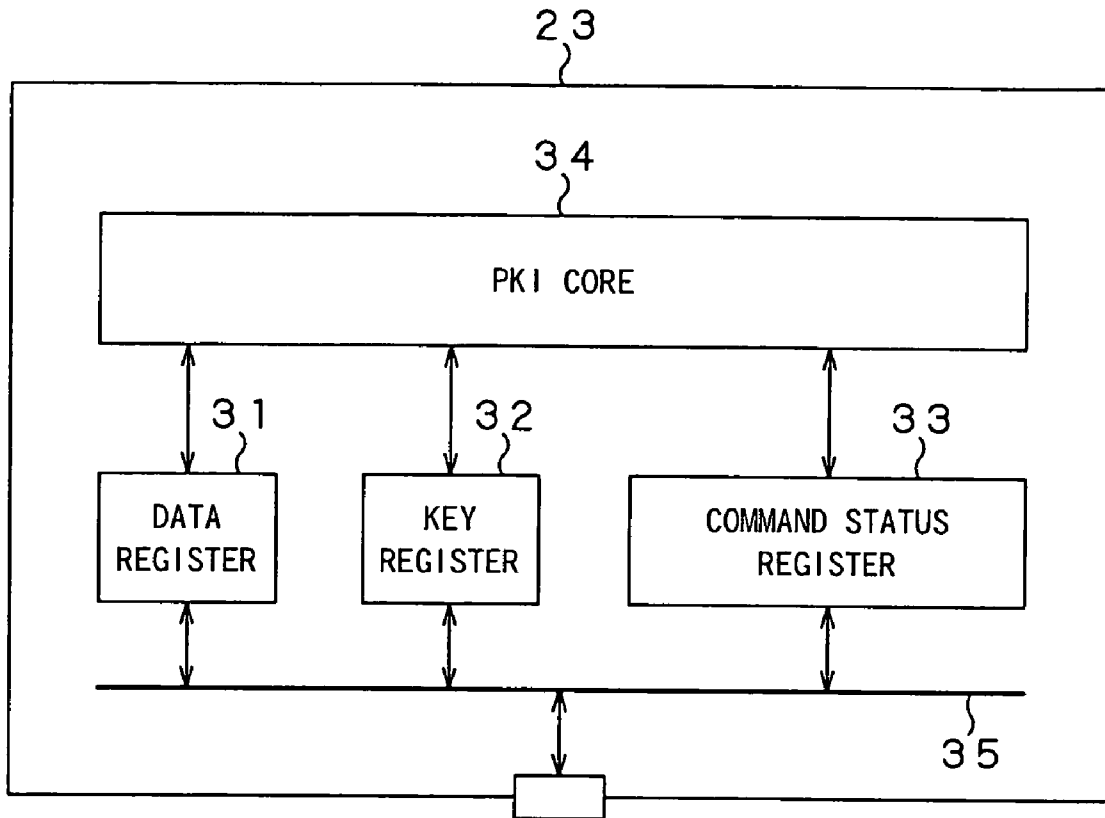 23
34
PKI CORE
31
32
33
DATA
REGISTER
KEY
REGISTER
COMMAND STATUS
REGISTER
35